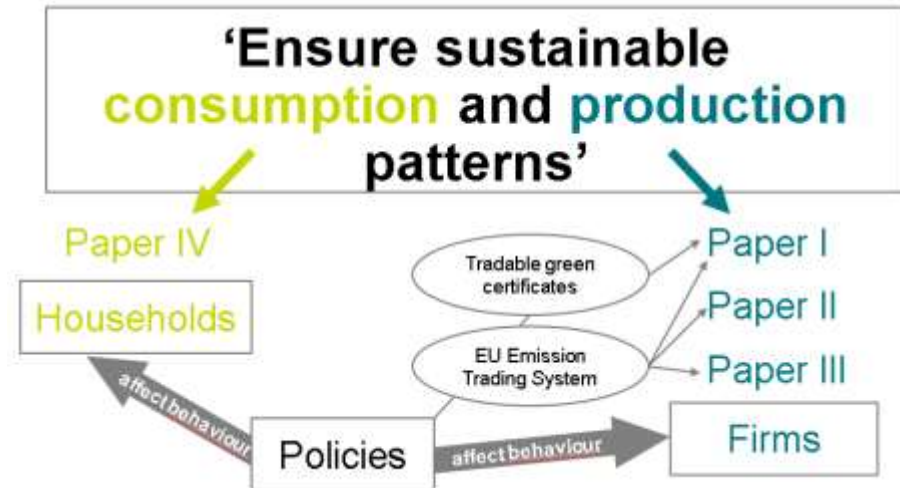 ‘Ensure sustainable
consumption and production
patterns’
Paper IV
Households
Tradable green
certificates
EU Emission
Trading System
Paper I
Paper II
Paper III
Firms
affect behaviour
Policies
affect behaviour